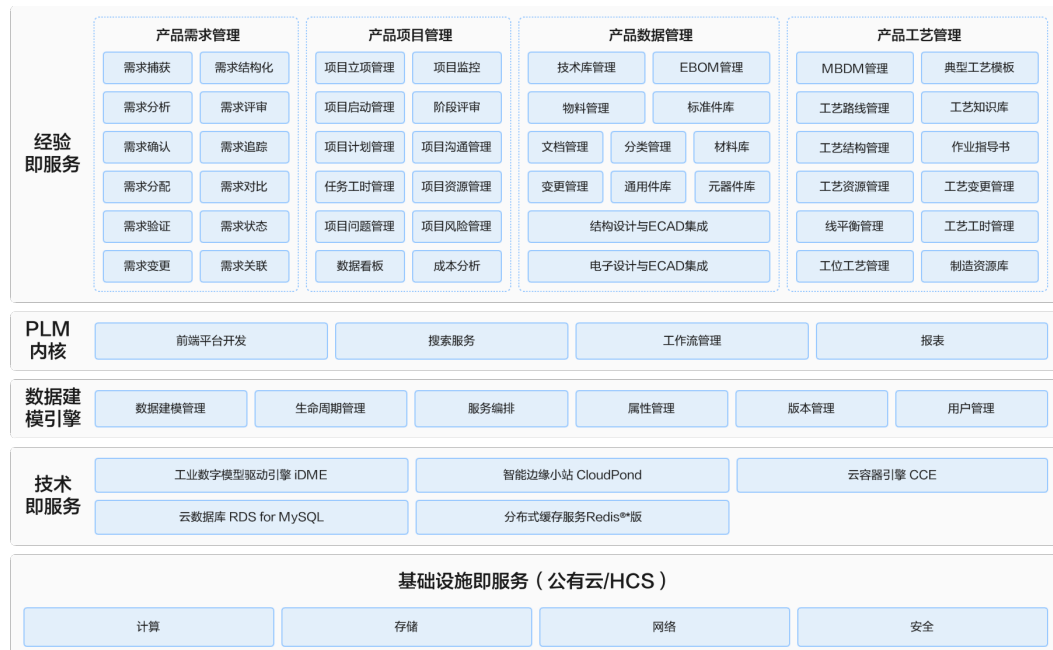 经验
即服务
产品需求管理
需求捕获 需求结构化
需求分析 需求评审
需求确认 需求追踪
需求分配 需求对比
需求验证 需求状态
需求变更 需求关联
产品项目管理
项目立项管理 项目监控
项目启动管理 阶段评审
项目计划管理 项目沟通管理
任务工时管理 项目资源管理
项目问题管理 项目风险管理
数据看板 成本分析
产品数据管理
技术库管理 EBOM管理
物料管理 标准件库
文档管理 分类管理 材料库
变更管理 通用件库 元器件库
结构设计与ECAD集成
电子设计与ECAD集成
产品工艺管理
MBDM管理 典型工艺模板
工艺路线管理 工艺知识库
工艺结构管理 作业指导书
工艺资源管理 工艺变更管理
线平衡管理 工艺工时管理
工位工艺管理 制造资源库
PLM
内核
前端平台开发 搜索服务 工作流管理 报表
数据建
模引擎
数据建模管理 生命周期管理 服务编排 属性管理 版本管理 用户管理
技术
即服务
工业数字模型驱动引擎 iDME 智能边缘小站 CloudPond 云容器引擎 CCE
云数据库 RDS for MySQL 分布式缓存服务Redis®*版
基础设施即服务（公有云/HCS）
计算 存储 网络 安全